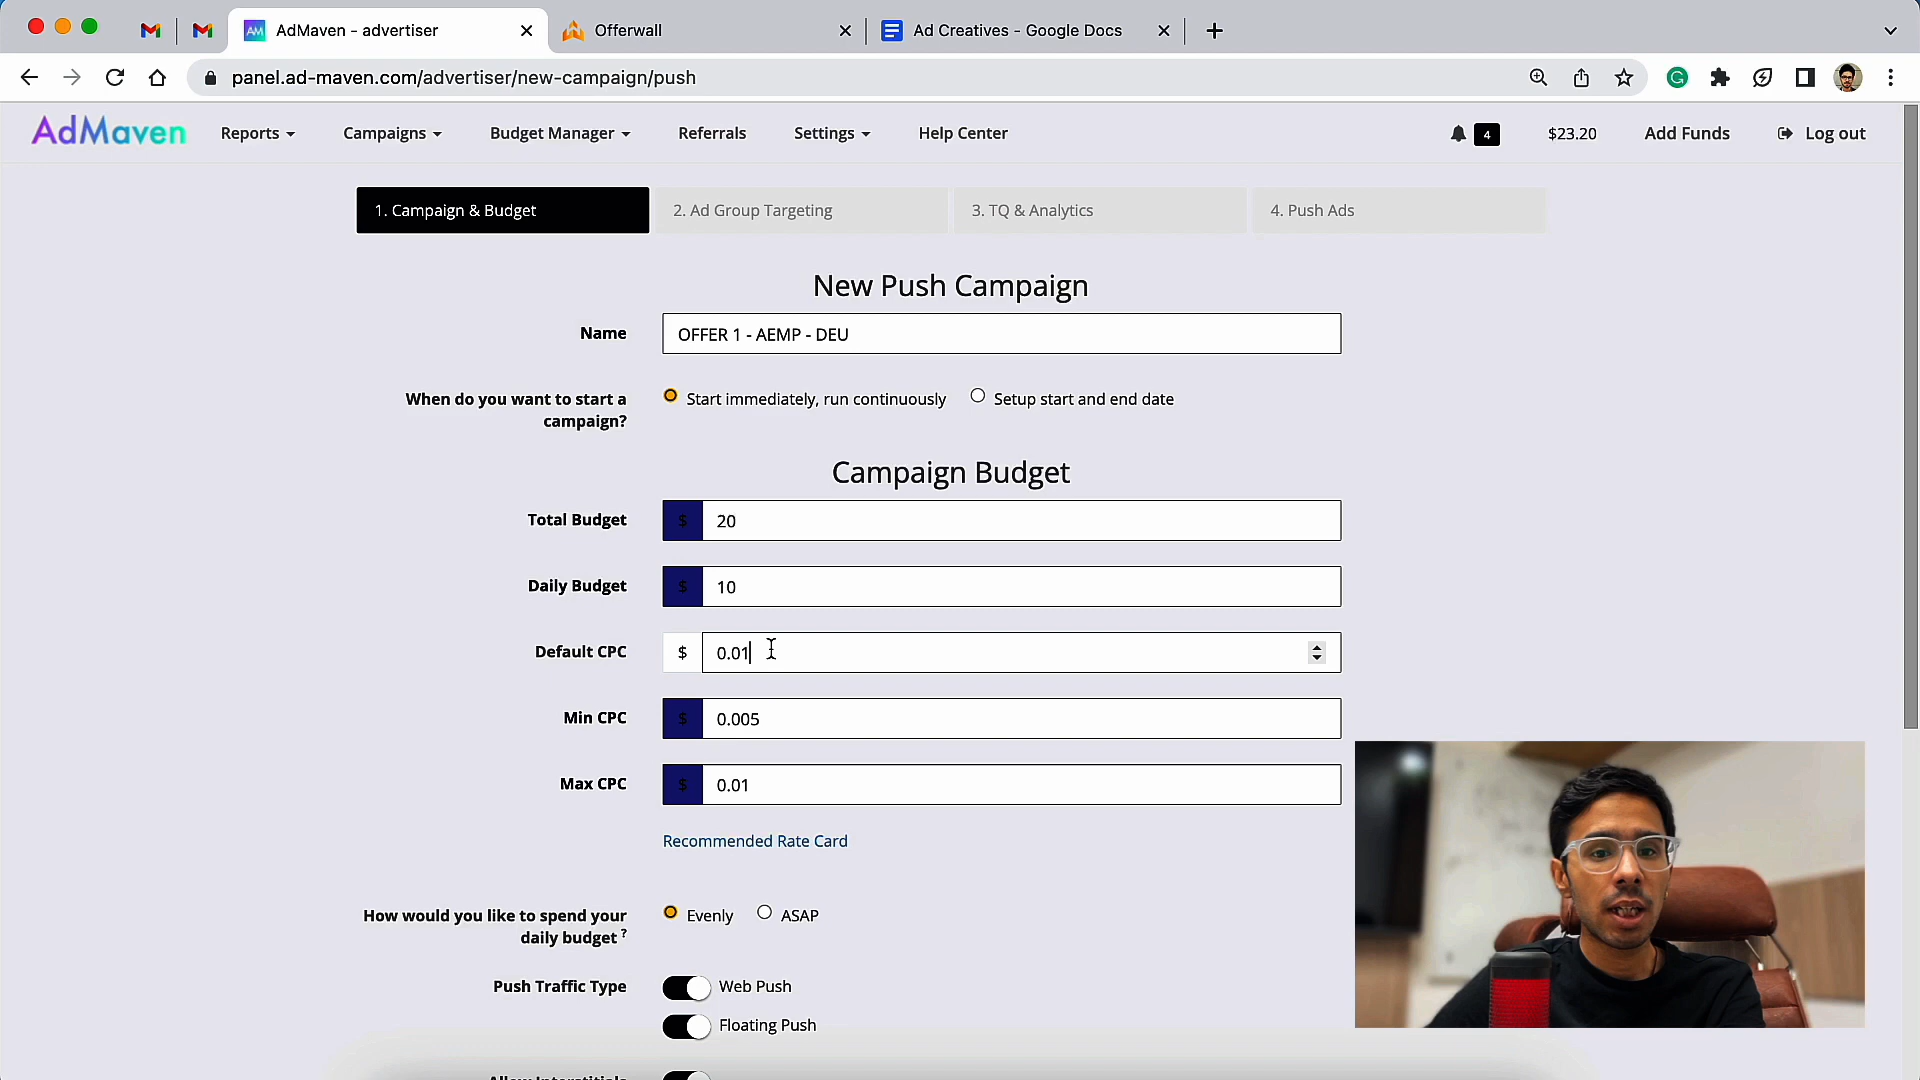 AdMaven - advertiser
Offerwall
Ad Creatives - Google Docs
panel.ad-maven.com/advertiser/new-campaign/push
AdMaven
Reports
Campaigns
Budget Manager
Referrals
Settings
Help Center
4
$23.20
Add Funds
Log out
1. Campaign & Budget
2. Ad Group Targeting
3. TQ & Analytics
4. Push Ads
New Push Campaign
Name
OFFER 1 - AEMP - DEU
When do you want to start a
campaign?
Start immediately, run continuously
Setup start and end date
Campaign Budget
Total Budget
$ 20
Daily Budget
$ 10
Default CPC
$ 0.01
Min CPC
$ 0.005
Max CPC
$ 0.01
Recommended Rate Card
How would you like to spend your
daily budget ?
Evenly
ASAP
Push Traffic Type
Web Push
Floating Push
Allow Interstitials